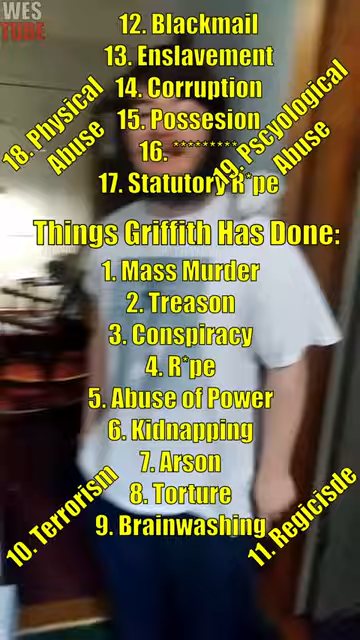 WES
TUBE
12. Blackmail
13. Enslavement
14. Corruption
15. Possesion
16. *********
17. Statutory R*pe
18. Physical
Abuse
19. Pscyological
Abuse
Things Griffith Has Done:
1. Mass Murder
2. Treason
3. Conspiracy
4. R*pe
5. Abuse of Power
6. Kidnapping
7. Arson
8. Torture
9. Brainwashing
10. Terrorism
11. Regicisde